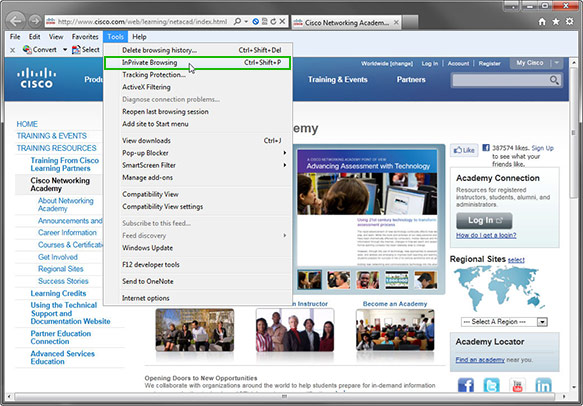 http://www.cisco.com/web/learning/netacad/index.html
Cisco Networking Academy...
File Edit View Favorites Tools Help
Convert Select
Worldwide [change] Log In Account Register My Cisco
CISCO
Training & Events
Delete browsing history... Ctrl+Shift+Del
InPrivate Browsing Ctrl+Shift+P
Tracking Protection...
ActiveX Filtering
Diagnose connection problems...
Reopen last browsing session
Add site to Start menu
View downloads Ctrl+J
Pop-up Blocker
SmartScreen Filter
Manage add-ons
Compatibility View
Compatibility View settings
Subscribe to this feed...
Feed discovery
Windows Update
F12 developer tools
Send to OneNote
Internet options
HOME
TRAINING & EVENTS
TRAINING RESOURCES
Training From Cisco
Learning Partners
Cisco Networking
Academy
About Networking
Academy
Announcements and
Career Information
Courses & Certificat
Get Involved
Regional Sites
Success Stories
Learning Credits
Using the Technical
Support and
Documentation Website
Partner Education
Connection
Advanced Services
Education
emy
A CISCO NETWORKING ACADEMY POINT OF VIEW
Advancing Assessment with Technology
Using 21st century technology to transform
assessment process
Instructor
Become an Academy
Opening Doors to New Opportunities
We collaborate with organizations around the world to help students prepare for in-demand information
Like
387574 likes. Sign Up
to see what your
friends like.
Academy Connection
Resources for registered
instructors, students, alumni, and
administrators.
Log In
How do I get a login?
Regional Sites select
--- Select A Region ---
Academy Locator
Find an academy near you.